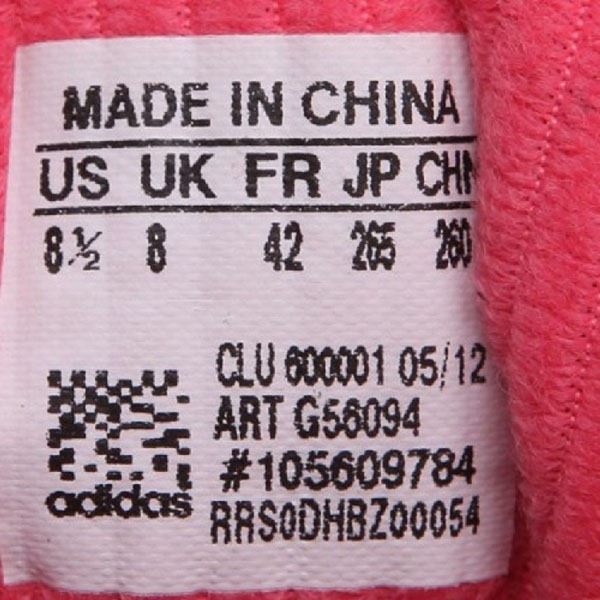 MADE IN CHINA
US UK FR JP CHN
8½ 8 42 265 260
CLU 600001 05/12
ART G56094
#105609784
adidas
RRS0DHBZ00054